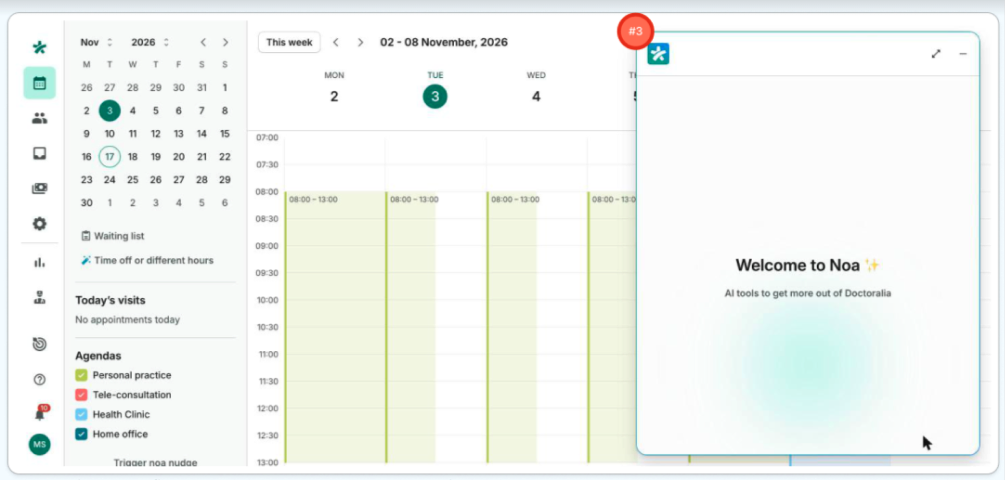 #3
Nov 2026
This week
02 - 08 November, 2026
M T W T F S S
26 27 28 29 30 31 1
2 3 4 5 6 7 8
9 10 11 12 13 14 15
16 17 18 19 20 21 22
23 24 25 26 27 28 29
30 1 2 3 4 5 6
Waiting list
Time off or different hours
Today's visits
No appointments today
Agendas
Personal practice
Tele-consultation
Health Clinic
Home office
Trigger noa nudge
MS
MON TUE WED
2 3 4
07:00
07:30
08:00
08:30
09:00
09:30
10:00
10:30
11:00
11:30
12:00
12:30
13:00
08:00 – 13:00 08:00 – 13:00 08:00 – 13:00 08:00 – 13:0
Welcome to Noa ✨
AI tools to get more out of Doctoralia